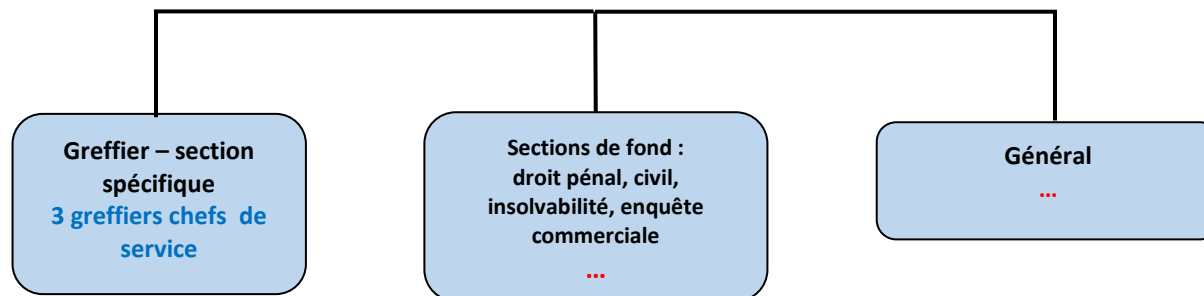 Greffier – section
spécifique
3 greffiers chefs de
service
Sections de fond :
droit pénal, civil,
insolvabilité, enquête
commerciale
...
Général
...